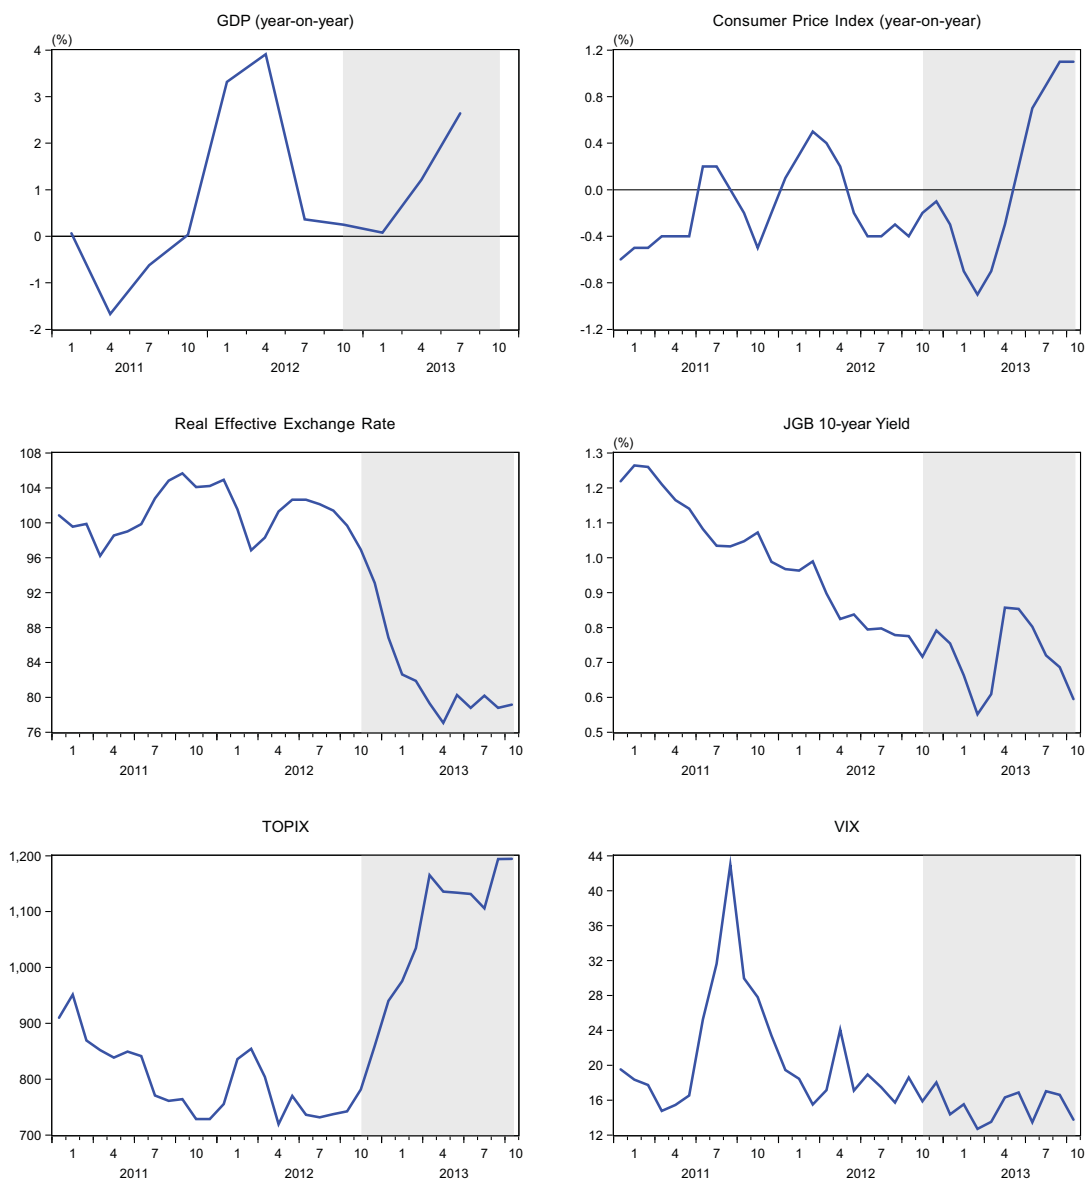 GDP (year-on-year)
(%)
4
3
2
1
0
-1
-2
1 4 7 10 1 4 7 10 1 4 7 10
2011 2012 2013
Consumer Price Index (year-on-year)
(%)
1.2
0.8
0.4
0.0
-0.4
-0.8
-1.2
1 4 7 10 1 4 7 10 1 4 7 10
2011 2012 2013
Real Effective Exchange Rate
108
104
100
96
92
88
84
80
76
1 4 7 10 1 4 7 10 1 4 7 10
2011 2012 2013
JGB 10-year Yield
(%)
1.3
1.2
1.1
1.0
0.9
0.8
0.7
0.6
0.5
1 4 7 10 1 4 7 10 1 4 7 10
2011 2012 2013
TOPIX
1,200
1,100
1,000
900
800
700
1 4 7 10 1 4 7 10 1 4 7 10
2011 2012 2013
VIX
44
40
36
32
28
24
20
16
12
1 4 7 10 1 4 7 10 1 4 7 10
2011 2012 2013